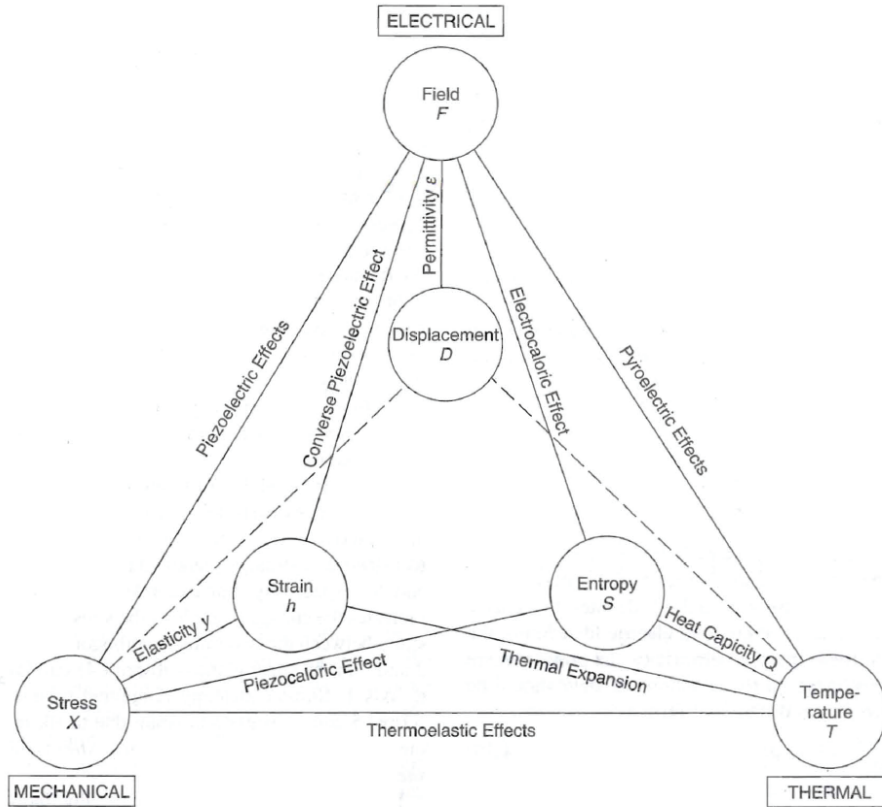 ELECTRICAL
Field
F
Permittivity ε
Piezoelectric Effects
Converse Piezoelectric Effect
Electrocaloric Effect
Pyroelectric Effects
Displacement
D
Strain
h
Entropy
S
Elasticity y
Heat Capicity Q
Piezocaloric Effect
Thermal Expansion
Stress
X
Tempe-
rature
T
Thermoelastic Effects
MECHANICAL
THERMAL